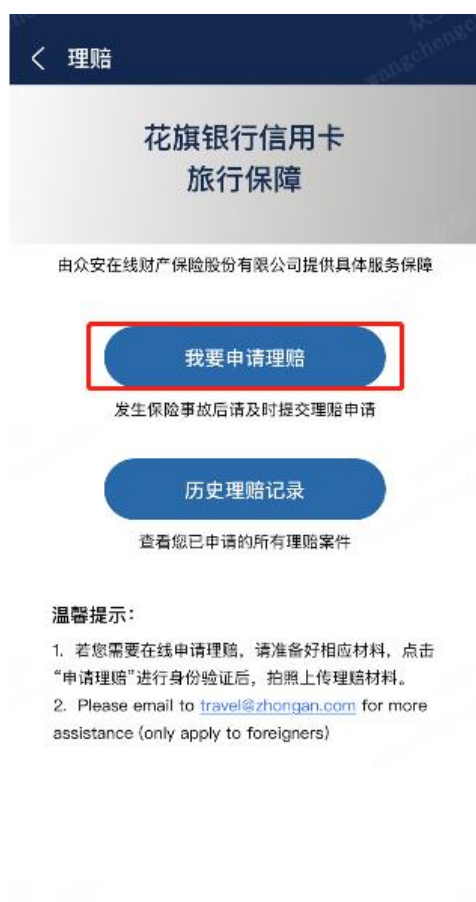 理赔
花旗银行信用卡
旅行保障
由众安在线财产保险股份有限公司提供具体服务保障
我要申请理赔
发生保险事故后请及时提交理赔申请
历史理赔记录
查看您已申请的所有理赔案件
温馨提示：
1. 若您需要在线申请理赔，请准备好相应材料，点击
“申请理赔”进行身份验证后，拍照上传理赔材料。
2. Please email to travel@zhongan.com for more
assistance (only apply to foreigners)